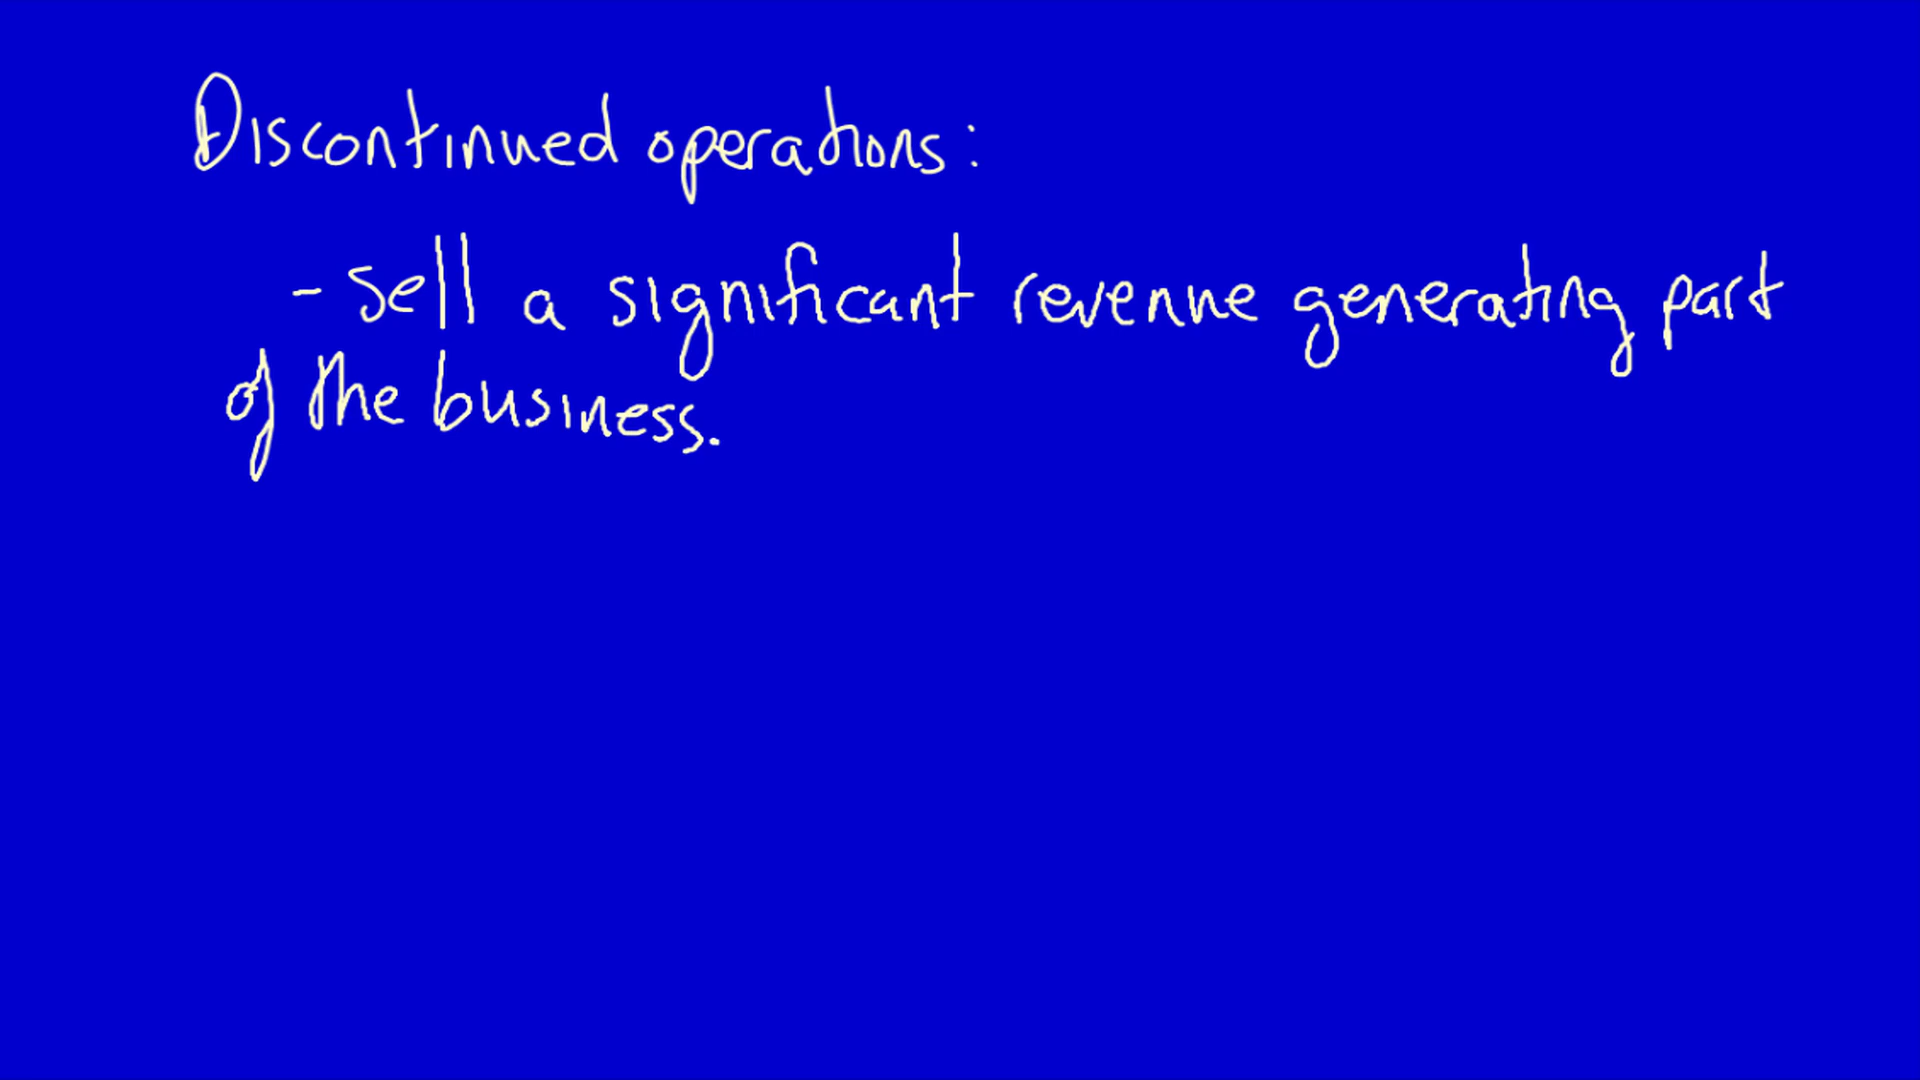 Discontinued operations:
- sell a significant revenue generating part
of the business.